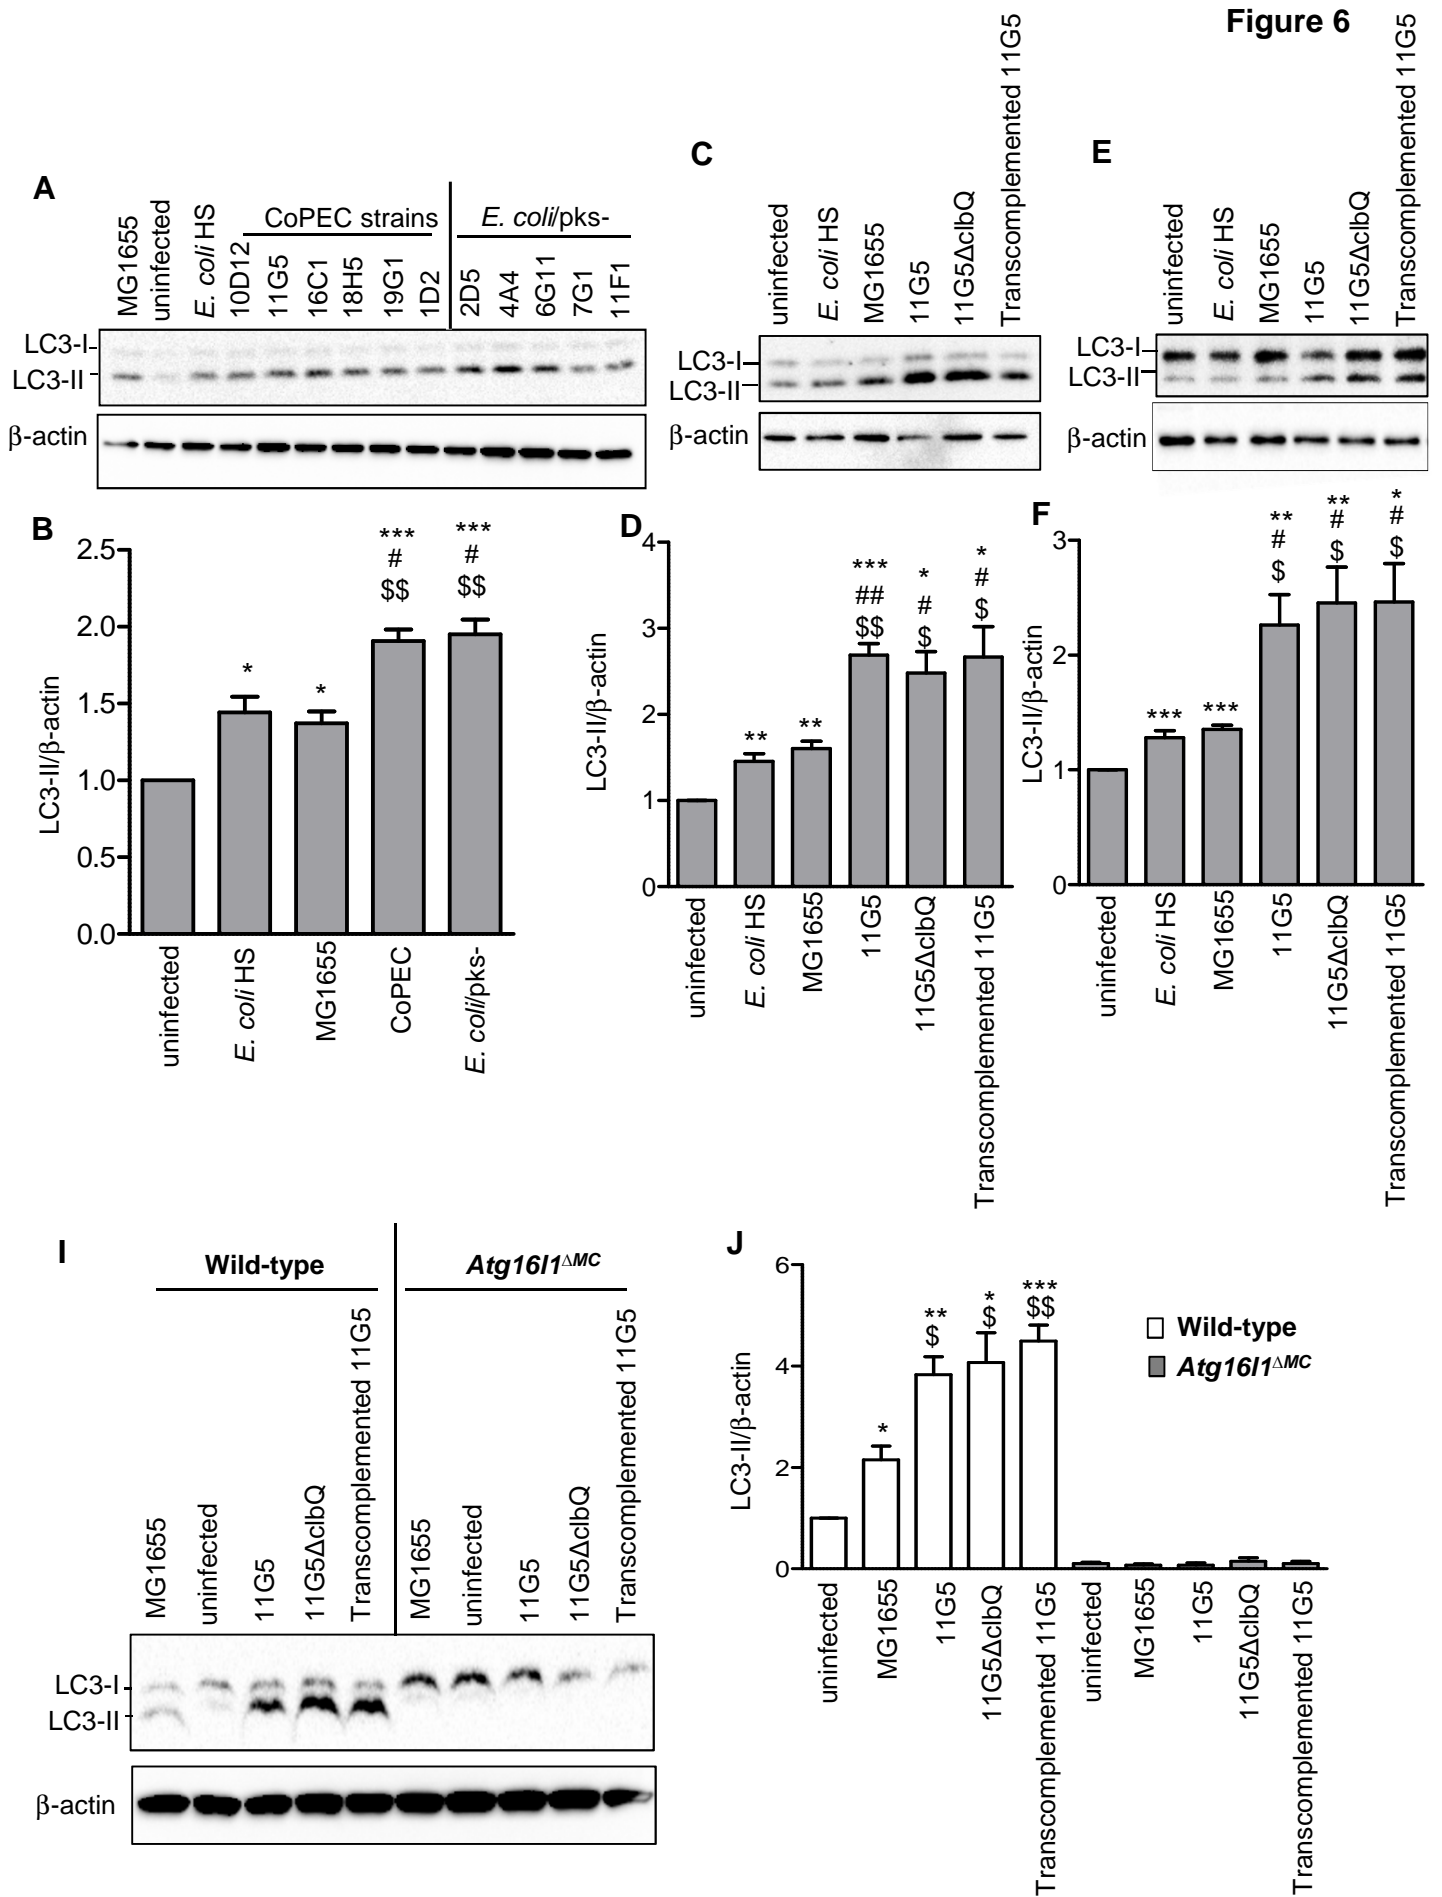 Figure 6
A
MG1655
uninfected
E. coli HS
10D12
CoPEC strains
11G5
16C1
18H5
19G1
1D2
E. coli/pks-
2D5
4A4
6G11
7G1
11F1
LC3-I
LC3-II
β-actin
C
uninfected
E. coli HS
MG1655
11G5
11G5ΔclbQ
Transcomplemented 11G5
LC3-I
LC3-II
β-actin
E
uninfected
E. coli HS
MG1655
11G5
11G5ΔclbQ
Transcomplemented 11G5
LC3-I
LC3-II
β-actin
B
LC3-II/β-actin
2.5
2.0
1.5
1.0
0.5
0.0
*
*
***
#
$$
***
#
$$
uninfected
E. coli HS
MG1655
CoPEC
E. coli/pks-
D
LC3-II/β-actin
4
3
2
1
0
**
**
***
##
$$
*
#
$
*
#
$
uninfected
E. coli HS
MG1655
11G5
11G5ΔclbQ
Transcomplemented 11G5
F
LC3-II/β-actin
3
2
1
0
***
***
**
#
$
**
#
$
*
#
$
uninfected
E. coli HS
MG1655
11G5
11G5ΔclbQ
Transcomplemented 11G5
I
Wild-type
Atg16l1ΔMC
MG1655
uninfected
11G5
11G5ΔclbQ
Transcomplemented 11G5
MG1655
uninfected
11G5
11G5ΔclbQ
Transcomplemented 11G5
LC3-I
LC3-II
β-actin
J
LC3-II/β-actin
6
4
2
0
*
**
$
*
$
***
$$
Wild-type
Atg16l1ΔMC
uninfected
MG1655
11G5
11G5ΔclbQ
Transcomplemented 11G5
uninfected
MG1655
11G5
11G5ΔclbQ
Transcomplemented 11G5